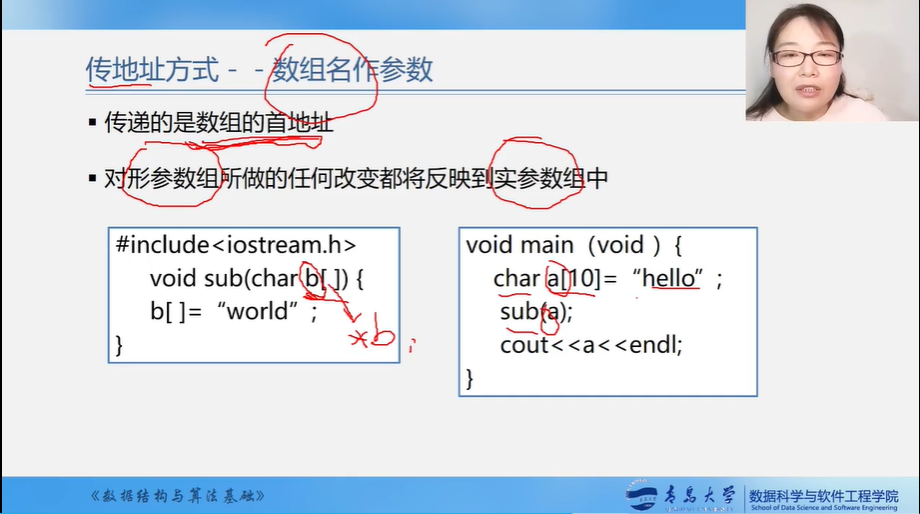 传地址方式－－数组名作参数
▪ 传递的是数组的首地址
▪ 对形参数组所做的任何改变都将反映到实参数组中
#include<iostream.h>
void sub(char b[ ]) {
b[ ]= “world” ;
}
*b ;
void main（void ）{
char a[10]= “hello” ;
sub(a);
cout<<a<<endl;
}
《数据结构与算法基础》
青岛大学
QINGDAO UNIVERSITY
数据科学与软件工程学院
School of Data Science and Software Engineering